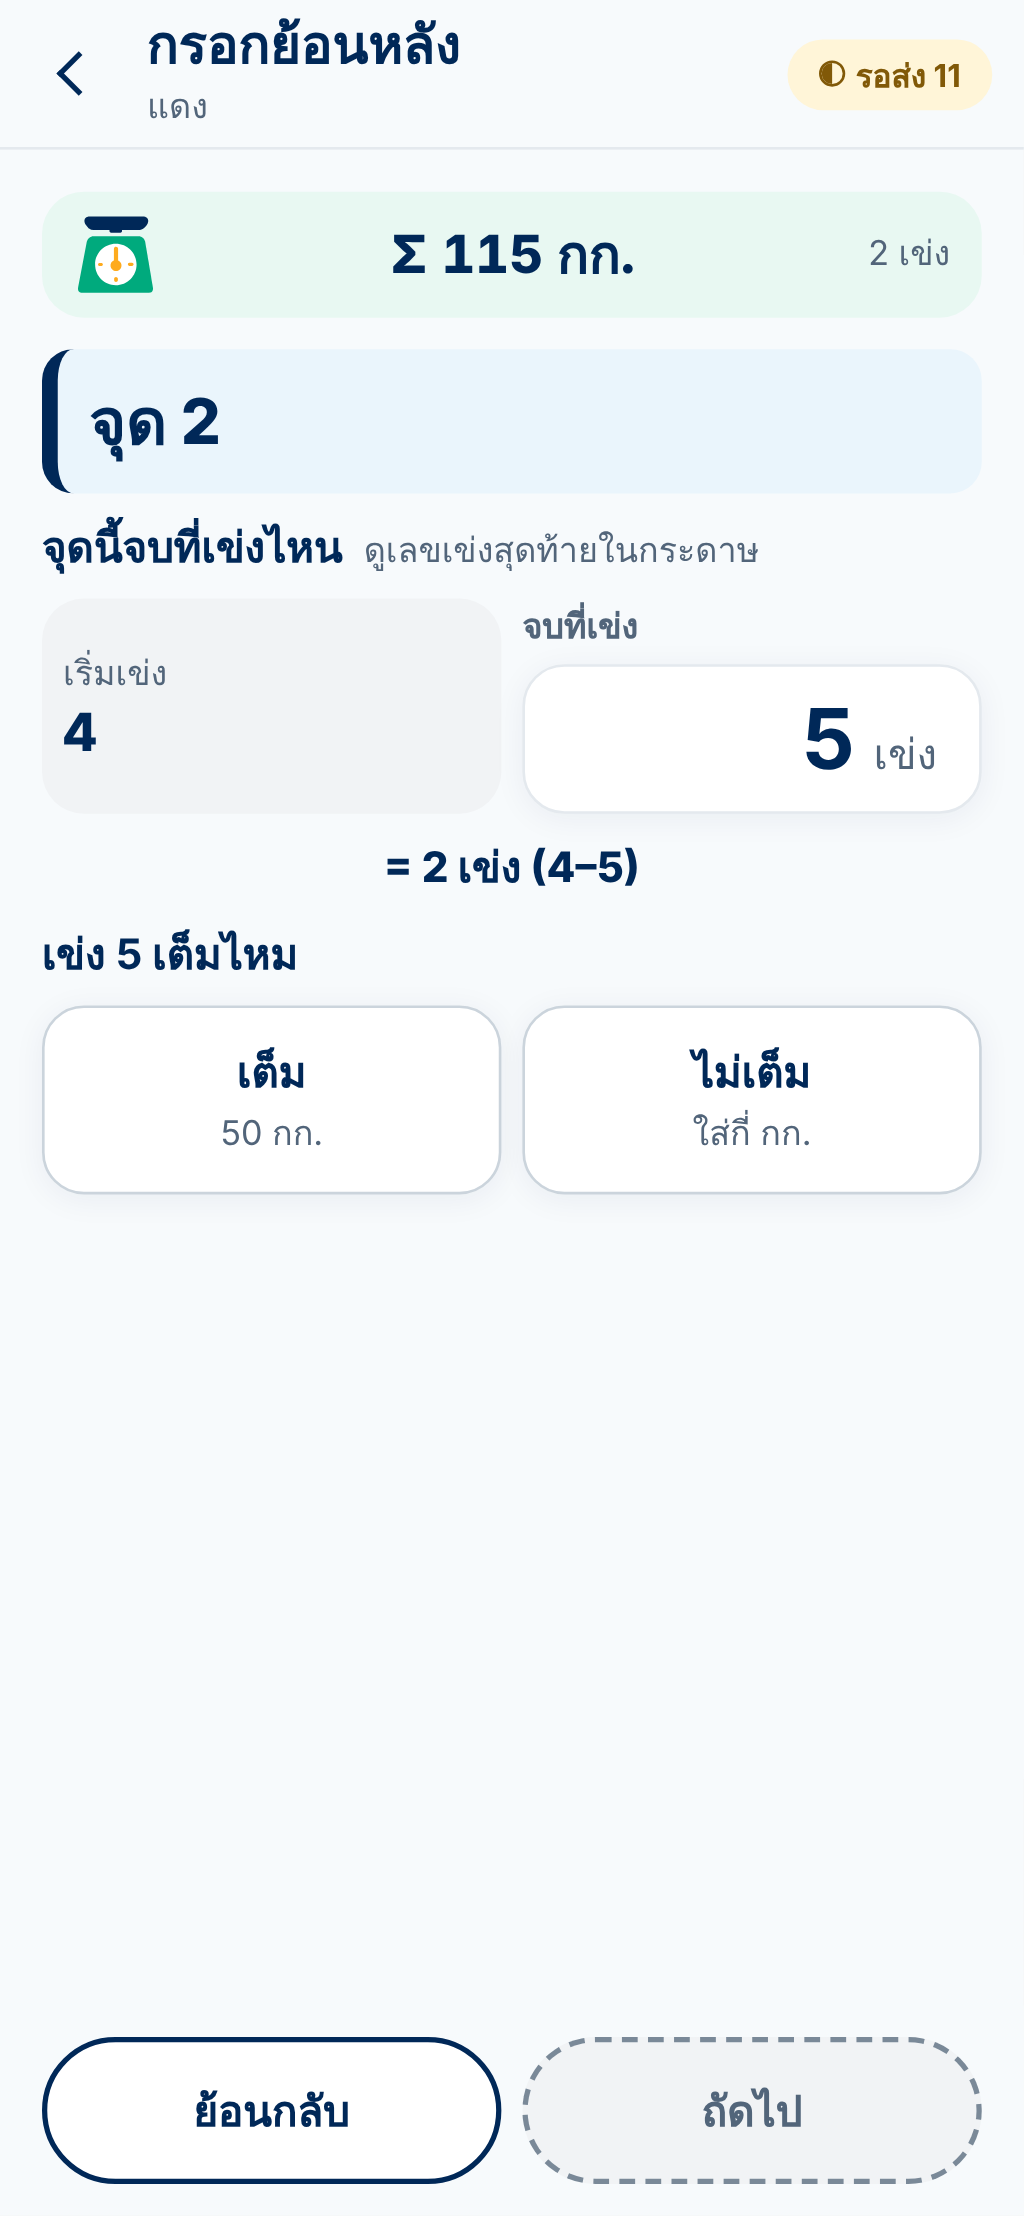 กรอกย้อนหลัง
แดง
รอส่ง 11
Σ 115 กก.
2 เข่ง
จุด 2
จุดนี้จบที่เข่งไหน ดูเลขเข่งสุดท้ายในกระดาษ
เริ่มเข่ง
4
จบที่เข่ง
5 เข่ง
= 2 เข่ง (4–5)
เข่ง 5 เต็มไหม
เต็ม
50 กก.
ไม่เต็ม
ใส่กี่ กก.
ย้อนกลับ
ถัดไป